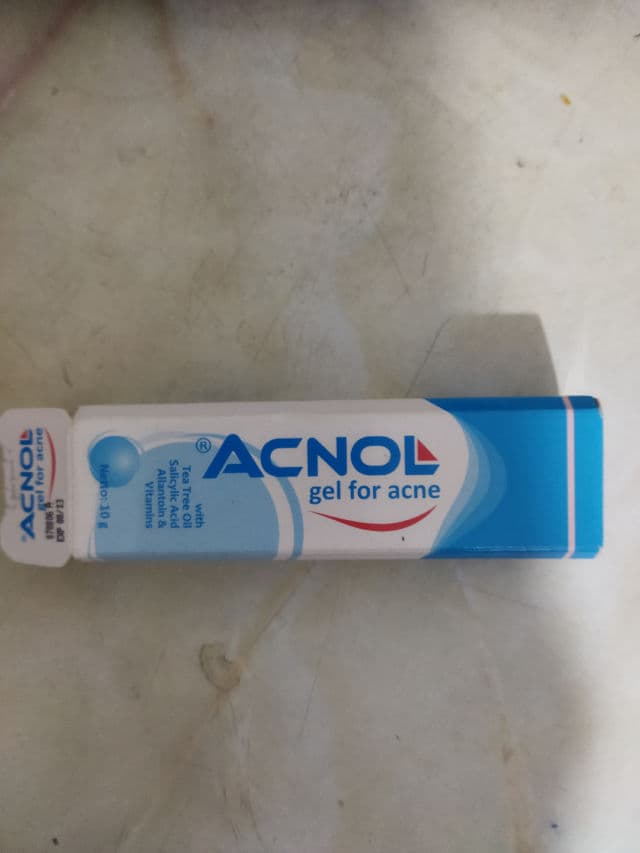 ACNOL®
gel for acne
with
Tea Tree Oil
Salicylic Acid
Allantoin &
Vitamins
Netto: 10 g
ACNOL®
gel for acne
EXP 08/13